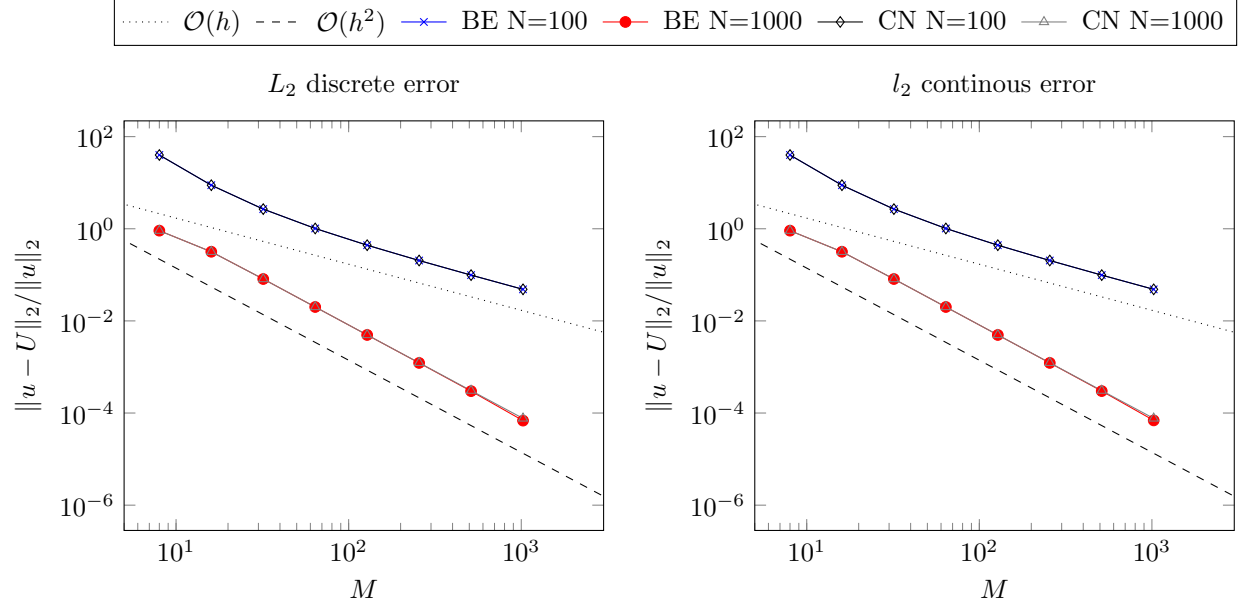 O(h) O(h²) BE N=100 BE N=1000 CN N=100 CN N=1000
L₂ discrete error
10²
10⁰
10⁻²
10⁻⁴
10⁻⁶
‖u − U‖₂/‖u‖₂
10¹ 10² 10³
M
l₂ continous error
10²
10⁰
10⁻²
10⁻⁴
10⁻⁶
‖u − U‖₂/‖u‖₂
10¹ 10² 10³
M